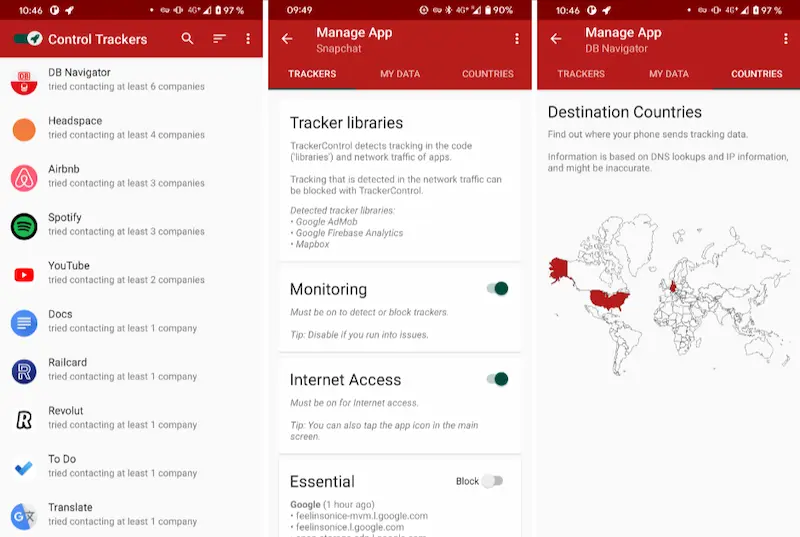 10:46
4G+
97 %
Control Trackers
DB Navigator
tried contacting at least 6 companies
Headspace
tried contacting at least 4 companies
Airbnb
tried contacting at least 3 companies
Spotify
tried contacting at least 3 companies
YouTube
tried contacting at least 2 companies
Docs
tried contacting at least 1 company
Railcard
tried contacting at least 1 company
Revolut
tried contacting at least 1 company
To Do
tried contacting at least 1 company
Translate
tried contacting at least 1 company
09:49
4G+
90%
Manage App
Snapchat
TRACKERS
MY DATA
COUNTRIES
Tracker libraries
TrackerControl detects tracking in the code
('libraries') and network traffic of apps.
Tracking that is detected in the network traffic can
be blocked with TrackerControl.
Detected tracker libraries:
• Google AdMob
• Google Firebase Analytics
• Mapbox
Monitoring
Must be on to detect or block trackers.
Tip: Disable if you run into issues.
Internet Access
Must be on for Internet access.
Tip: You can also tap the app icon in the main
screen.
Essential
Block
Google (1 hour ago)
• feelinsonice-mvm.l.google.com
• feelinsonice.l.google.com
10:46
4G+
97 %
Manage App
DB Navigator
TRACKERS
MY DATA
COUNTRIES
Destination Countries
Find out where your phone sends tracking data.
Information is based on DNS lookups and IP information,
and might be inaccurate.